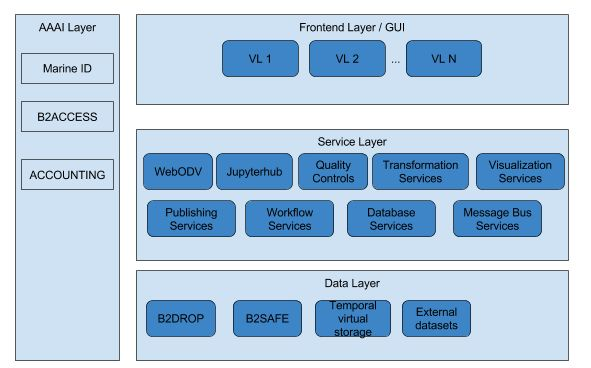 AAAI Layer
Marine ID
B2ACCESS
ACCOUNTING
Frontend Layer / GUI
VL 1
VL 2
...
VL N
Service Layer
WebODV
Jupyterhub
Quality
Controls
Transformation
Services
Visualization
Services
Publishing
Services
Workflow
Services
Database
Services
Message Bus
Services
Data Layer
B2DROP
B2SAFE
Temporal
virtual
storage
External
datasets